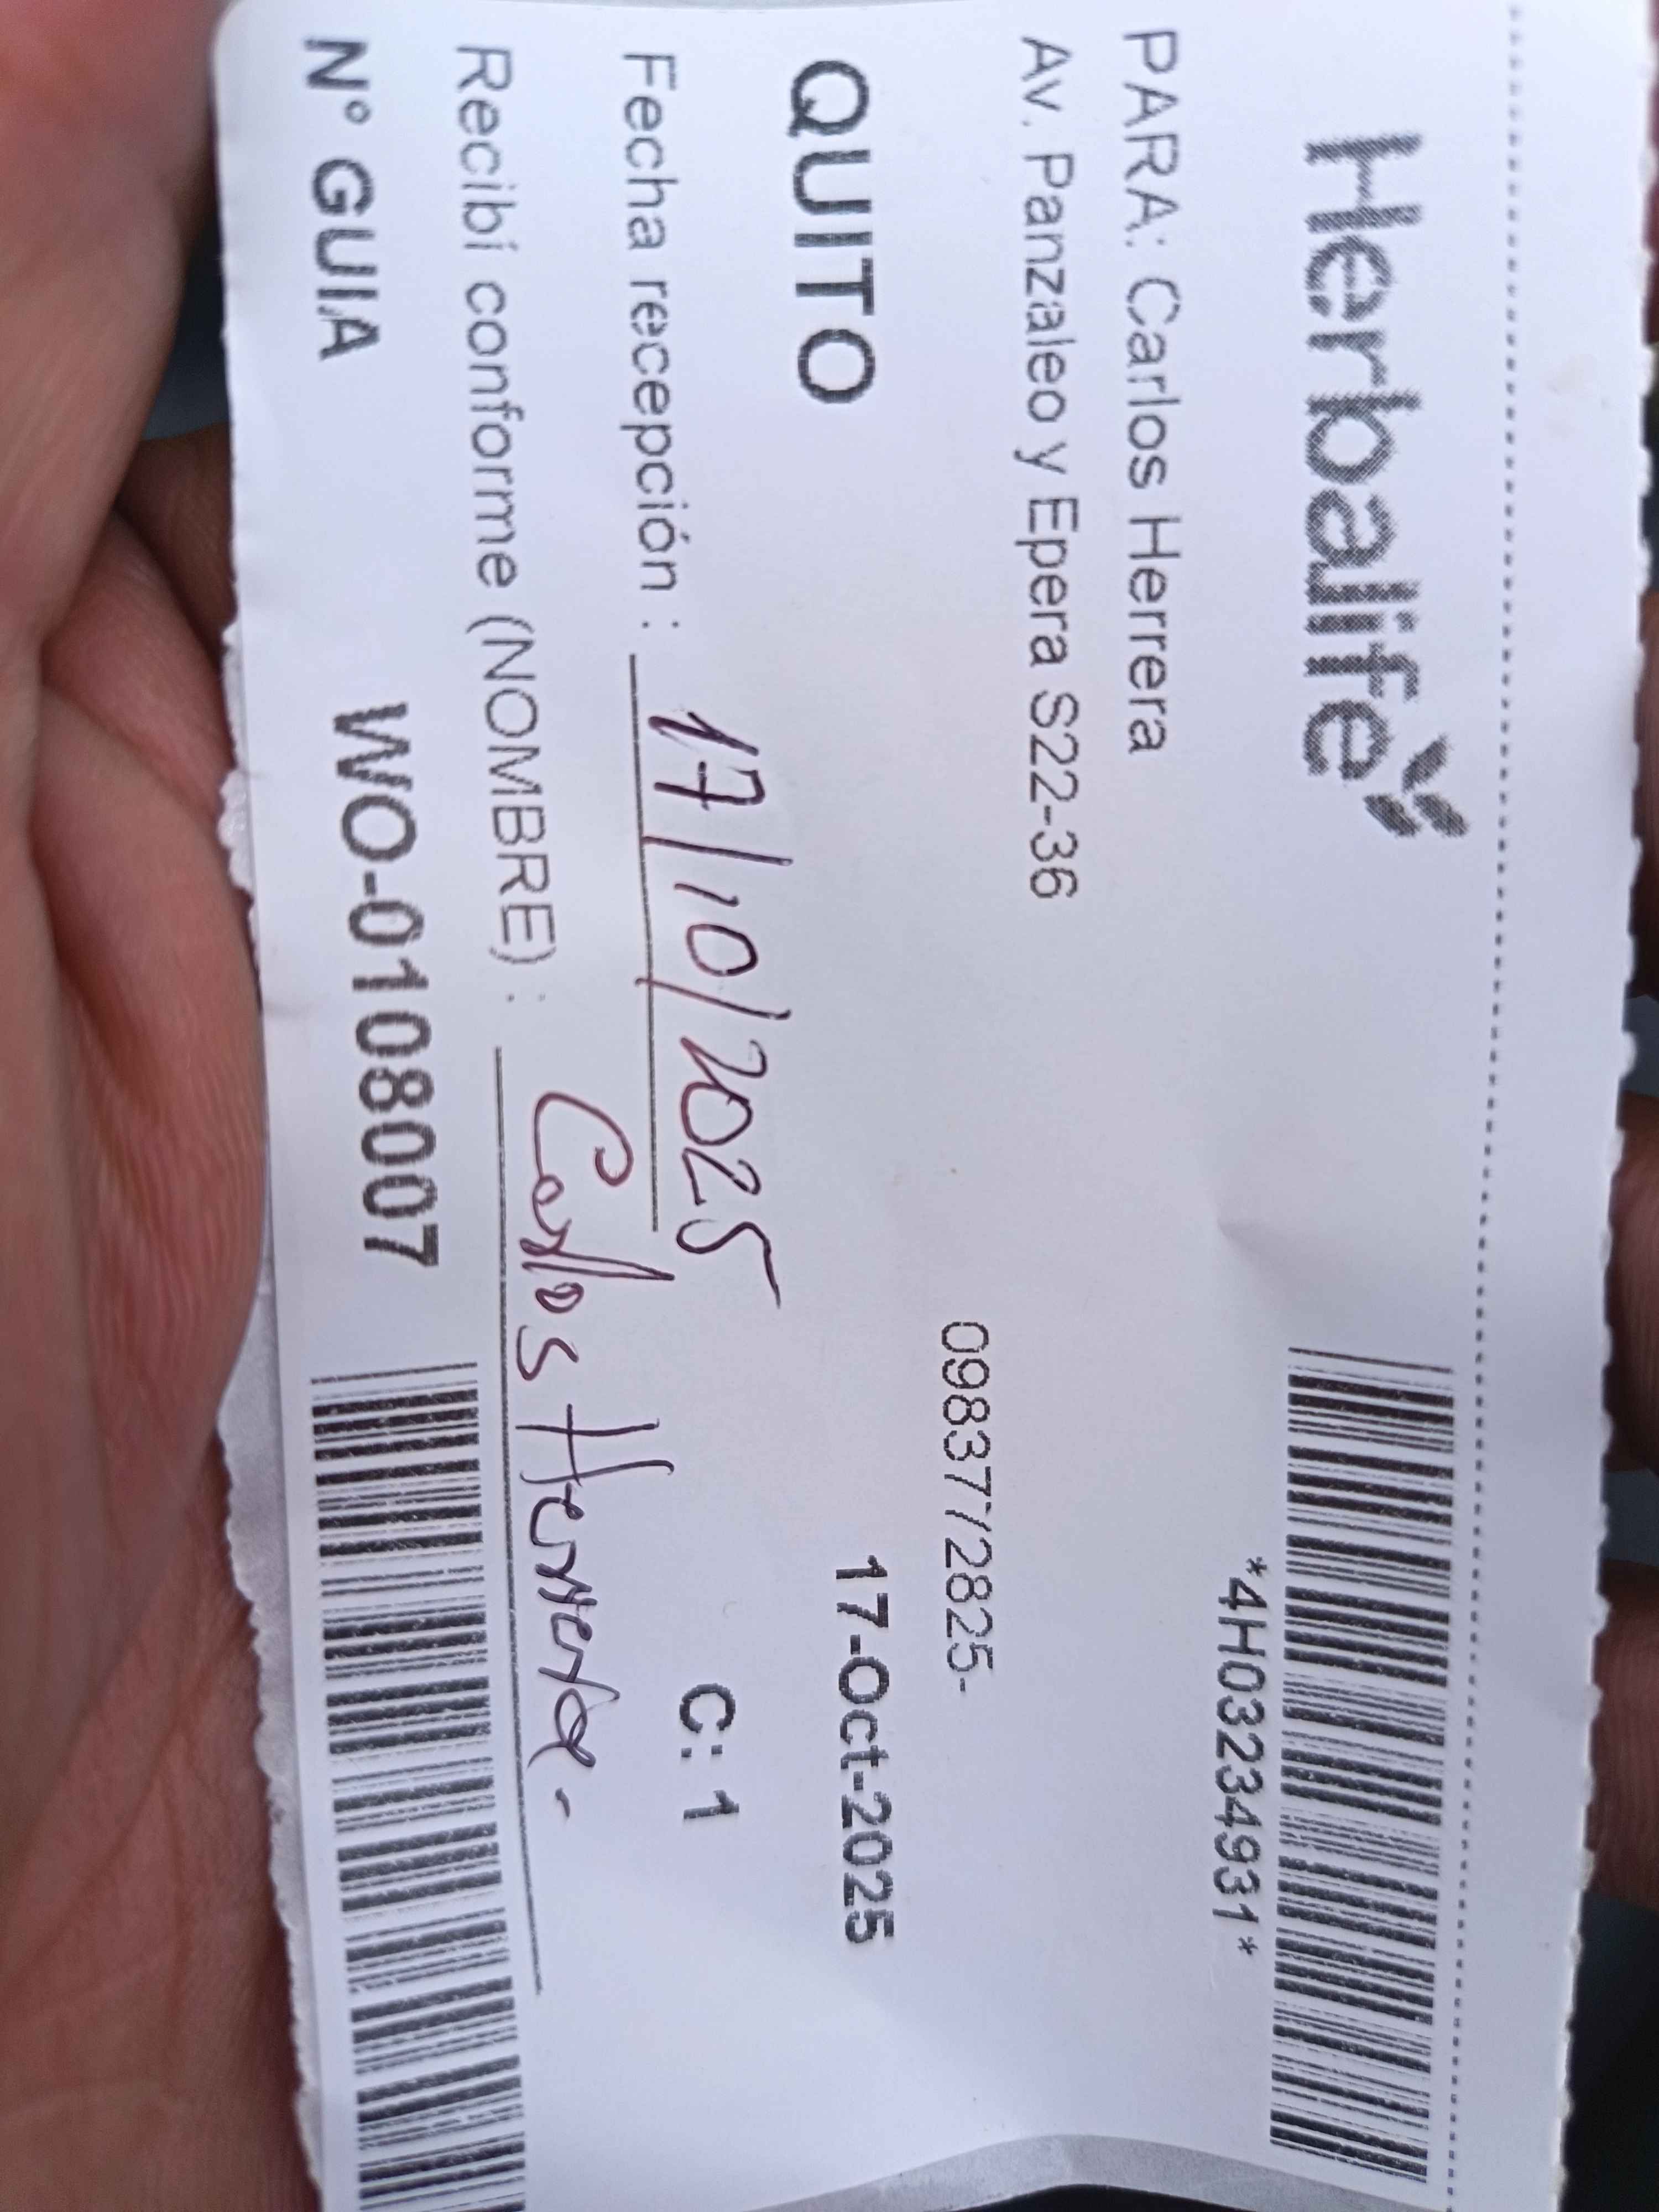 Herbalife
*4H03234931*
PARA: Carlos Herrera
Av. Panzaleo y Epera S22-36
0983772825-
QUITO
17-Oct-2025
Fecha recepción : 17/10/2025
C: 1
Recibí conforme (NOMBRE) : Carlos Herrera.
N° GUIA WO-0108007